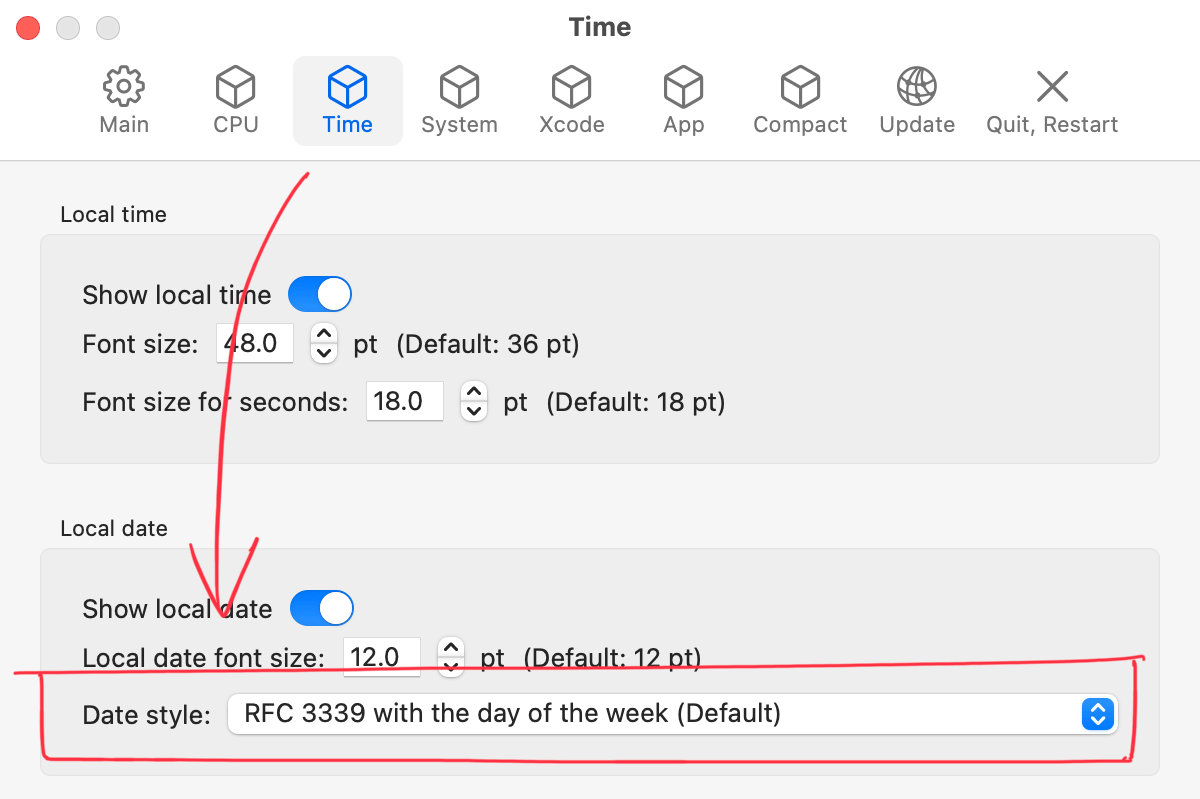 Time
Main CPU Time System Xcode App Compact Update Quit, Restart
Local time
Show local time
Font size: 48.0 pt (Default: 36 pt)
Font size for seconds: 18.0 pt (Default: 18 pt)
Local date
Show local date
Local date font size: 12.0 pt (Default: 12 pt)
Date style: RFC 3339 with the day of the week (Default)